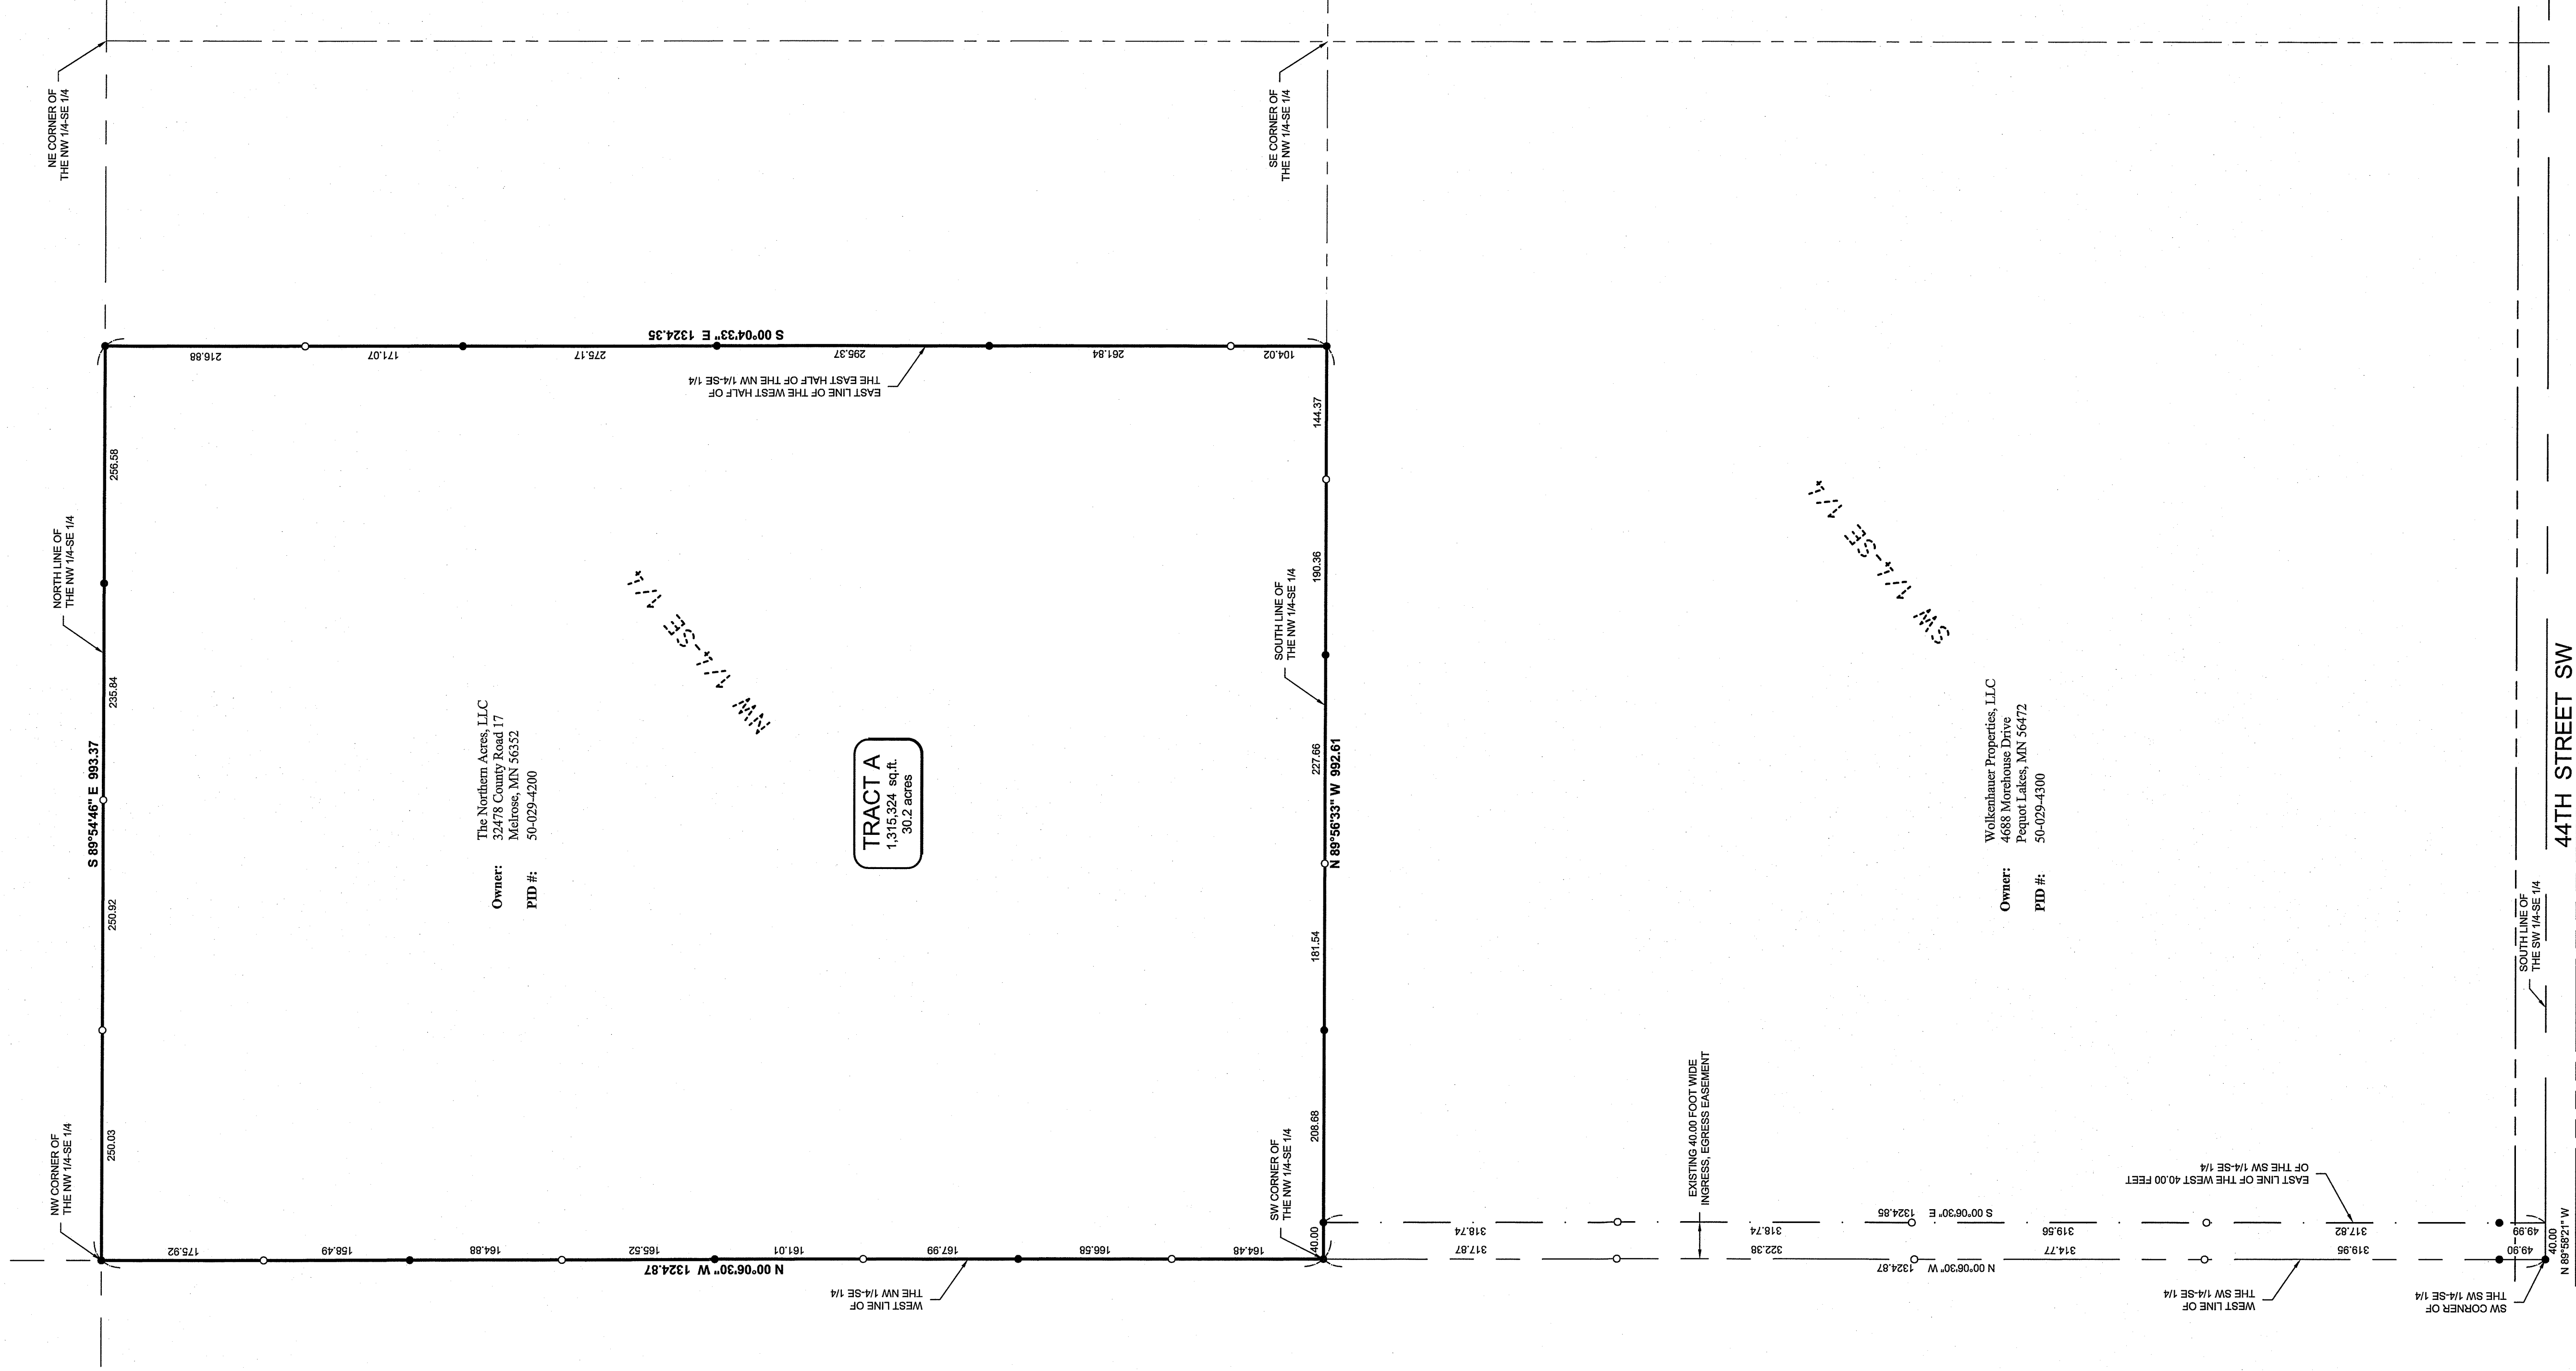 NE CORNER OF
THE NW 1/4-SE 1/4
SE CORNER OF
THE NW 1/4-SE 1/4
NORTH LINE OF
THE NW 1/4-SE 1/4
NW CORNER OF
THE NW 1/4-SE 1/4
S 89°54'46" E 993.37
250.03
250.92
235.84
256.58
S 00°04'33" E 1324.35
216.88
171.07
275.17
295.37
261.84
104.02
EAST LINE OF THE WEST HALF OF
THE EAST HALF OF THE NW 1/4-SE 1/4
NW 1/4-SE 1/4
Owner: The Northern Acres, LLC
32478 County Road 17
Melrose, MN 56352
PID #: 50-029-4200
TRACT A
1,315,324 sq.ft.
30.2 acres
N 00°06'30" W 1324.87
175.92
158.49
164.88
165.52
161.01
167.99
166.58
164.48
WEST LINE OF
THE NW 1/4-SE 1/4
SW CORNER OF
THE NW 1/4-SE 1/4
SOUTH LINE OF
THE NW 1/4-SE 1/4
N 89°56'33" W 992.61
40.00
208.68
181.54
227.66
190.36
144.37
SW 1/4-SE 1/4
Owner: Wolkenhauer Properties, LLC
4688 Morehouse Drive
Pequot Lakes, MN 56472
PID #: 50-029-4300
EXISTING 40.00 FOOT WIDE
INGRESS, EGRESS EASEMENT
S 00°06'30" E 1324.85
318.74
318.74
319.56
317.82
49.99
EAST LINE OF THE WEST 40.00 FEET
OF THE SW 1/4-SE 1/4
N 00°06'30" W 1324.87
317.87
322.38
314.77
319.95
49.90
WEST LINE OF
THE SW 1/4-SE 1/4
SW CORNER OF
THE SW 1/4-SE 1/4
SOUTH LINE OF
THE SW 1/4-SE 1/4
40.00
N 89°58'21" W
44TH STREET SW